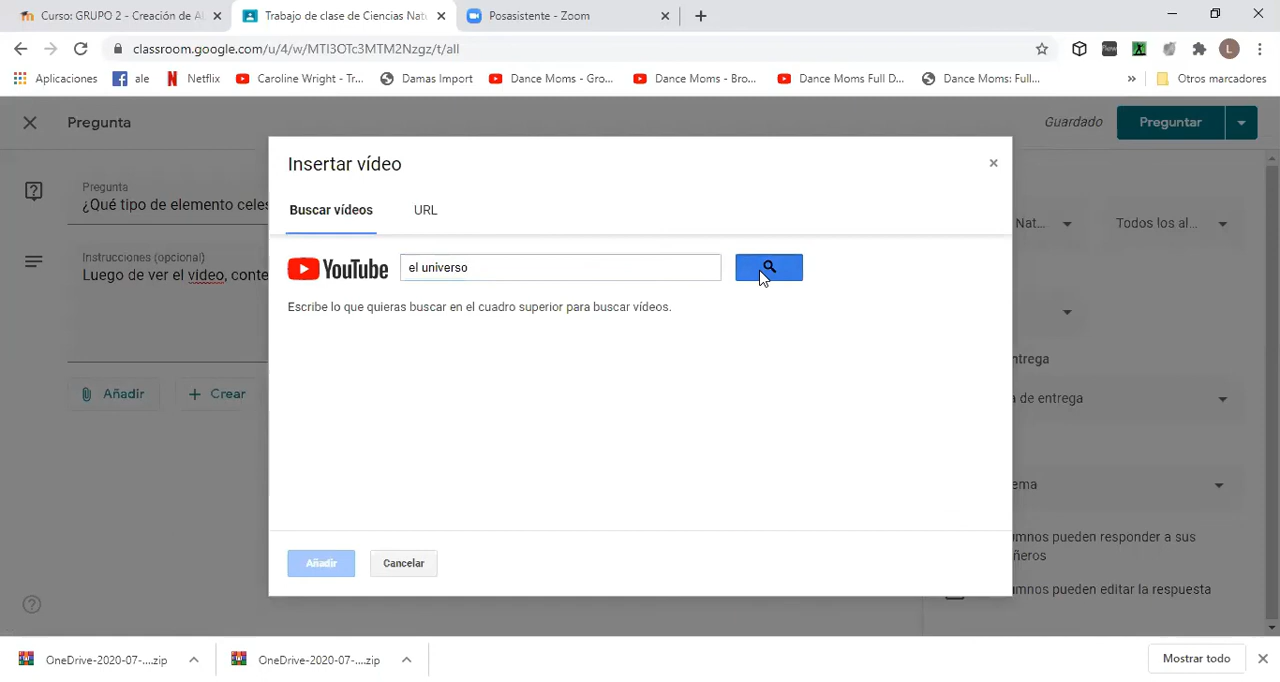 Curso: GRUPO 2 - Creación de A
Trabajo de clase de Ciencias Natu
Posasistente - Zoom
classroom.google.com/u/4/w/MTI3OTc3MTM2Nzgz/t/all
L
Aplicaciones
ale
Netflix
Caroline Wright - Tr...
Damas Import
Dance Moms - Gro...
Dance Moms - Bro...
Dance Moms Full D...
Dance Moms: Full...
»
Otros marcadores
Pregunta
Guardado
Preguntar
Insertar vídeo
Buscar vídeos
URL
Pregunta
¿Qué tipo de elemento celes
Nat...
Todos los al...
Instrucciones (opcional)
Luego de ver el video, conte
YouTube
el universo
Escribe lo que quieras buscar en el cuadro superior para buscar vídeos.
Añadir
Crear
ntrega
a de entrega
ema
umnos pueden responder a sus
ñeros
umnos pueden editar la respuesta
Añadir
Cancelar
OneDrive-2020-07-....zip
OneDrive-2020-07-....zip
Mostrar todo